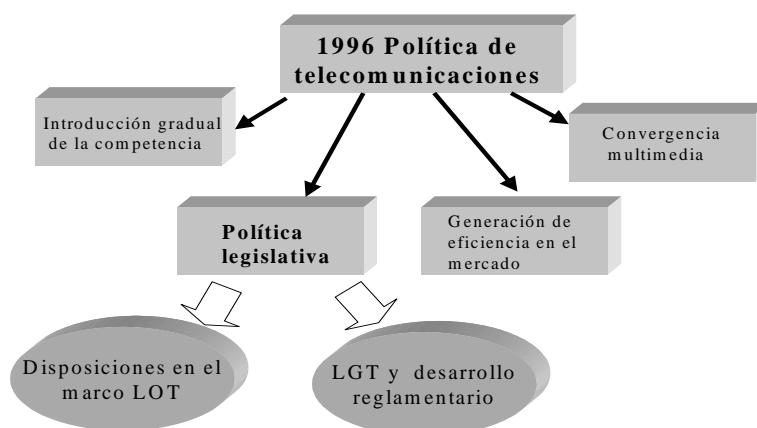 1996 Política de
telecomunicaciones
Introducción gradual
de la competencia
Convergencia
multimedia
Política
legislativa
Generación de
eficiencia en el
mercado
Disposiciones en el
marco LOT
LGT y desarrollo
reglamentario